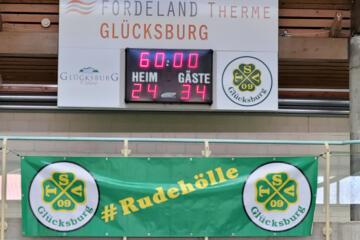 FÖRDELAND THERME
GLÜCKSBURG
60:00
HEIM GÄSTE
24 34
GLÜCKSBURG
TSV
09
Glücksburg
TSV
09
Glücksburg
#Rudehölle
TSV
09
Glücksburg